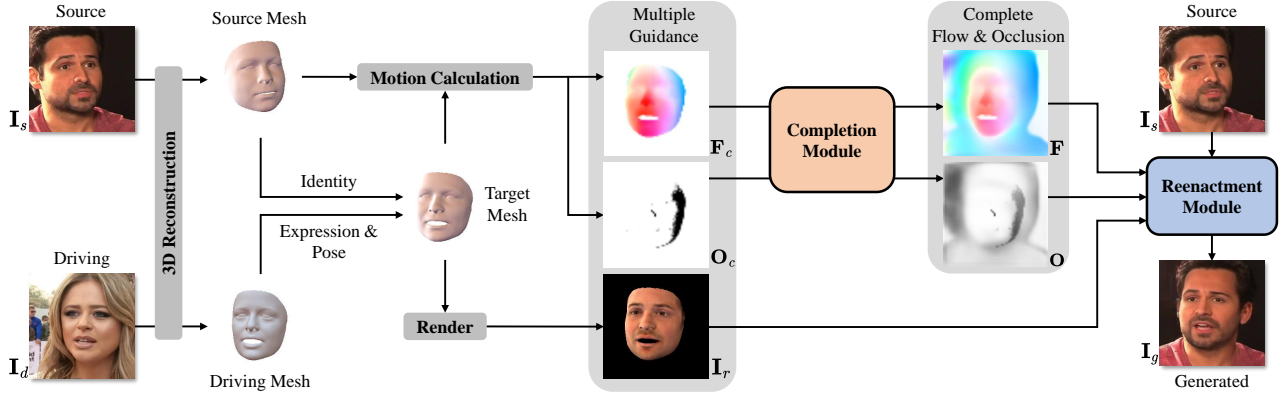 Source
I_s
3D Reconstruction
Driving
I_d
Source Mesh
Identity
Expression &
Pose
Driving Mesh
Motion Calculation
Target
Mesh
Render
Multiple
Guidance
F_c
O_c
I_r
Completion
Module
Complete
Flow & Occlusion
F
O
Source
I_s
Reenactment
Module
I_g
Generated